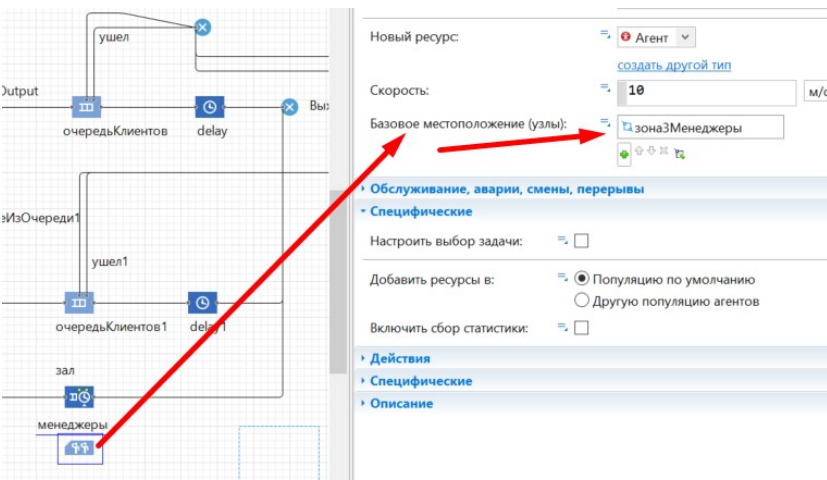 ушел
Output
очередьКлиентов
delay
Вых
еИзОчереди1
ушел1
очередьКлиентов1
delay1
зал
менеджеры
Новый ресурс:
Агент
создать другой тип
Скорость:
10
м/с
Базовое местоположение (узлы):
зона3Менеджеры
Обслуживание, аварии, смены, перерывы
Специфические
Настроить выбор задачи:
Добавить ресурсы в:
Популяцию по умолчанию
Другую популяцию агентов
Включить сбор статистики:
Действия
Специфические
Описание